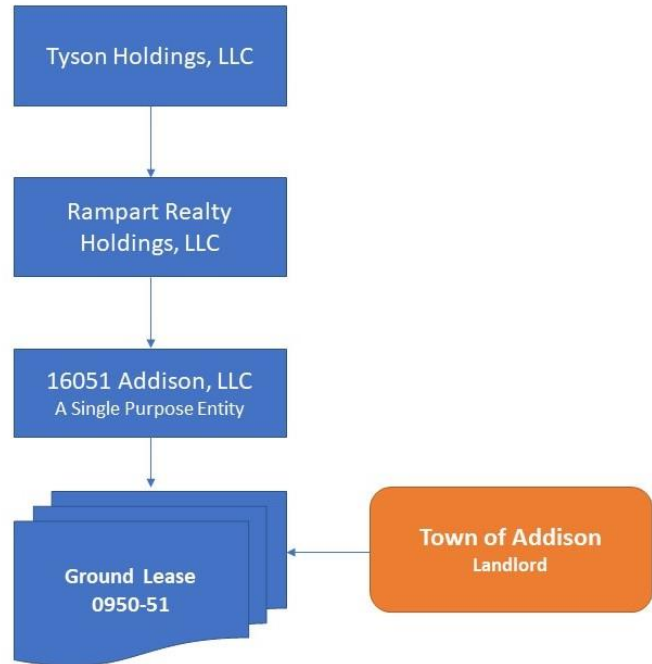 Tyson Holdings, LLC
Rampart Realty
Holdings, LLC
16051 Addison, LLC
A Single Purpose Entity
Ground Lease
0950-51
Town of Addison
Landlord